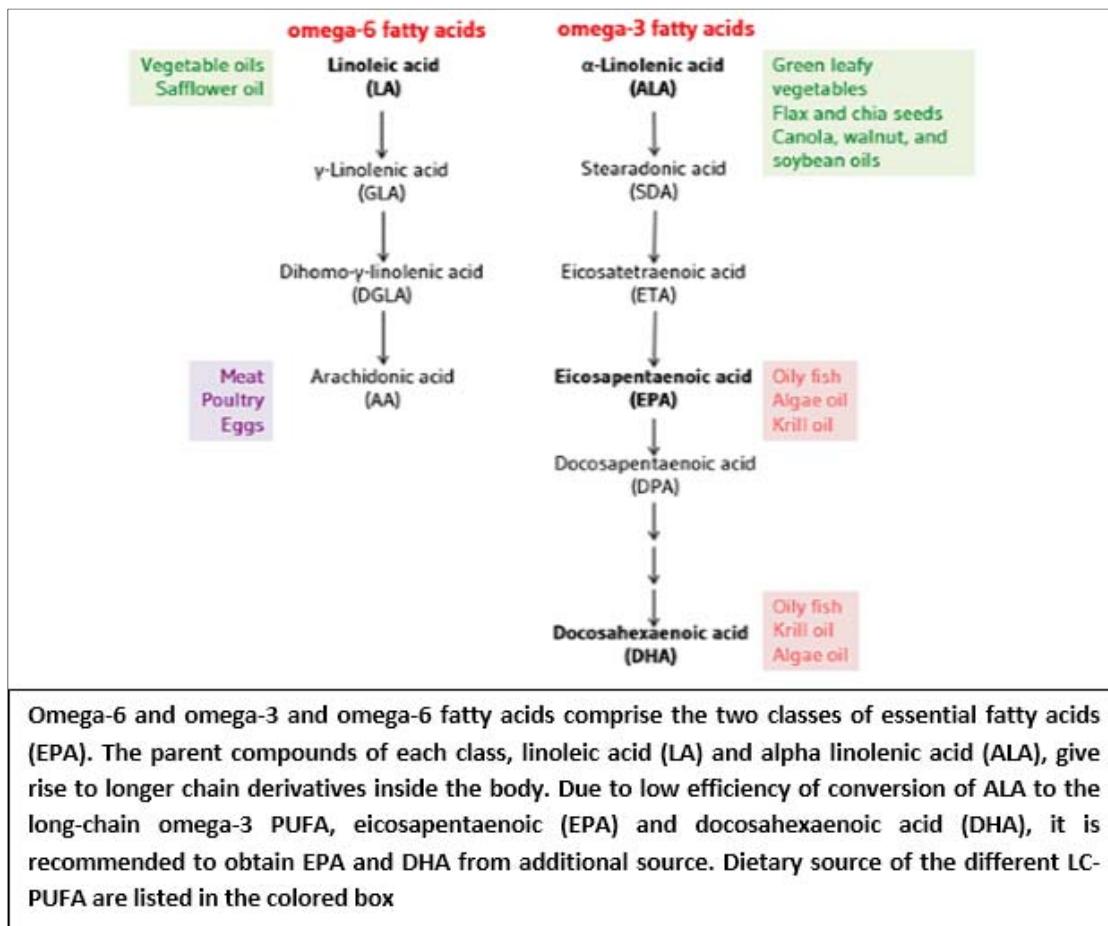 omega-6 fatty acids
omega-3 fatty acids
Vegetable oils
Safflower oil
Linoleic acid
(LA)
α-Linolenic acid
(ALA)
Green leafy
vegetables
Flax and chia seeds
Canola, walnut, and
soybean oils
γ-Linolenic acid
(GLA)
Stearadonic acid
(SDA)
Dihomo-γ-linolenic acid
(DGLA)
Eicosatetraenoic acid
(ETA)
Meat
Poultry
Eggs
Arachidonic acid
(AA)
Eicosapentaenoic acid
(EPA)
Oily fish
Algae oil
Krill oil
Docosapentaenoic acid
(DPA)
Docosahexaenoic acid
(DHA)
Oily fish
Krill oil
Algae oil
Omega-6 and omega-3 and omega-6 fatty acids comprise the two classes of essential fatty acids
(EPA). The parent compounds of each class, linoleic acid (LA) and alpha linolenic acid (ALA), give
rise to longer chain derivatives inside the body. Due to low efficiency of conversion of ALA to the
long-chain omega-3 PUFA, eicosapentaenoic (EPA) and docosahexaenoic acid (DHA), it is
recommended to obtain EPA and DHA from additional source. Dietary source of the different LC-
PUFA are listed in the colored box